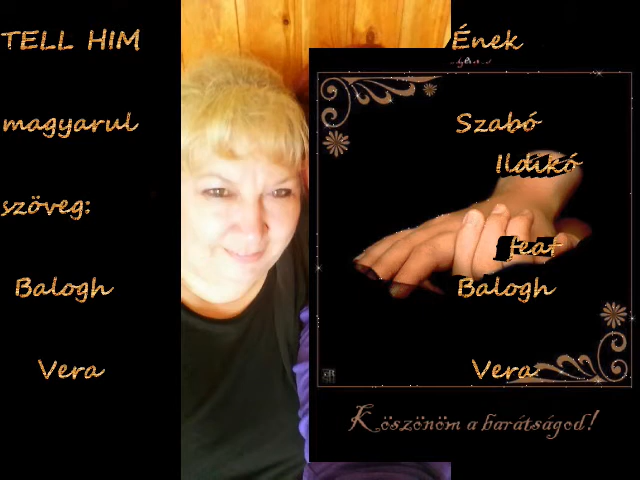 TELL HIM
magyarul
szöveg:
Balogh
Vera
Ének
Szabó
Ildikó
feat
Balogh
Vera
Köszönöm a barátságod!